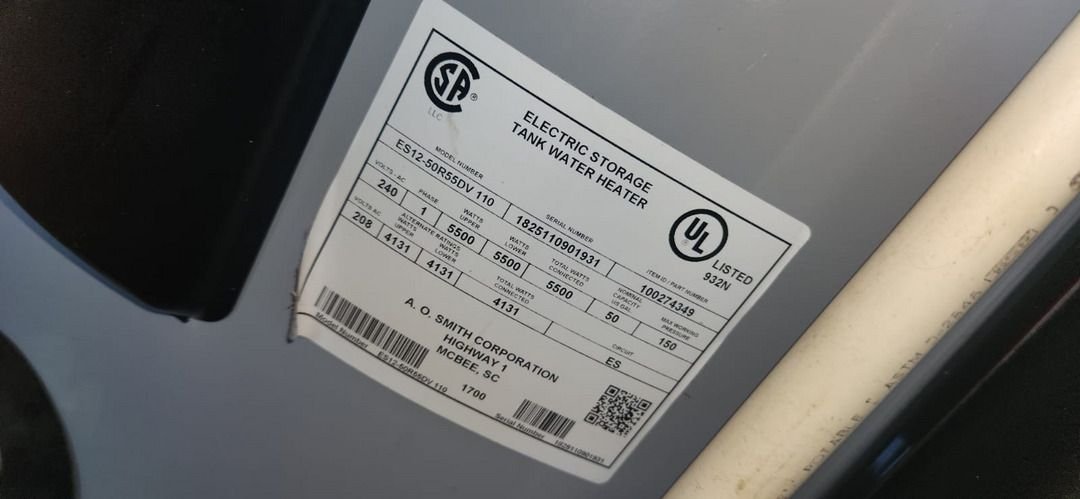 CSA
®
LLC
ELECTRIC STORAGE
TANK WATER HEATER
UL
®
LISTED
932N
MODEL NUMBER
SERIAL NUMBER
ITEM ID / PART NUMBER
ES12-50R55DV 110
1825110901931
100274349
VOLTS - AC
PHASE
WATTS UPPER
WATTS LOWER
TOTAL WATTS CONNECTED
NOMINAL CAPACITY US GAL.
MAX WORKING PRESSURE
240
1
5500
5500
5500
50
150
ALTERNATE RATINGS
VOLTS AC
WATTS UPPER
WATTS LOWER
TOTAL WATTS CONNECTED
CIRCUIT
208
4131
4131
4131
ES
A. O. SMITH CORPORATION
HIGHWAY 1
MCBEE, SC
1700
Model Number
ES12-50R55DV 110
Serial Number
1825110901931
ASTM